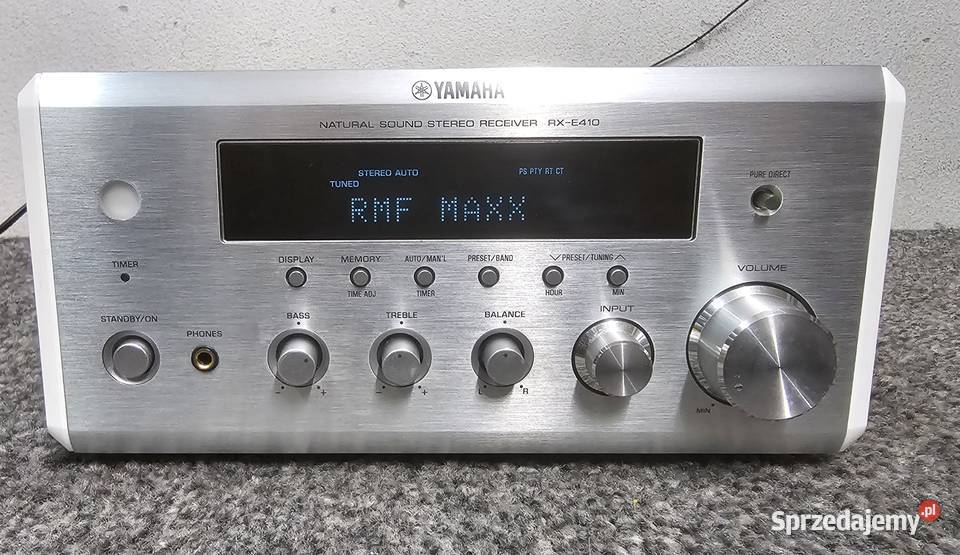 YAMAHA
NATURAL SOUND STEREO RECEIVER RX-E410
STEREO AUTO PS PTY RT CT
TUNED
RMF MAXX
PURE DIRECT
TIMER
DISPLAY MEMORY AUTO/MAN'L PRESET/BAND PRESET/TUNING
TIME ADJ TIMER HOUR MIN
VOLUME
STANDBY/ON
PHONES
BASS TREBLE BALANCE INPUT
- + - + L R
MIN
Sprzedajemy.pl